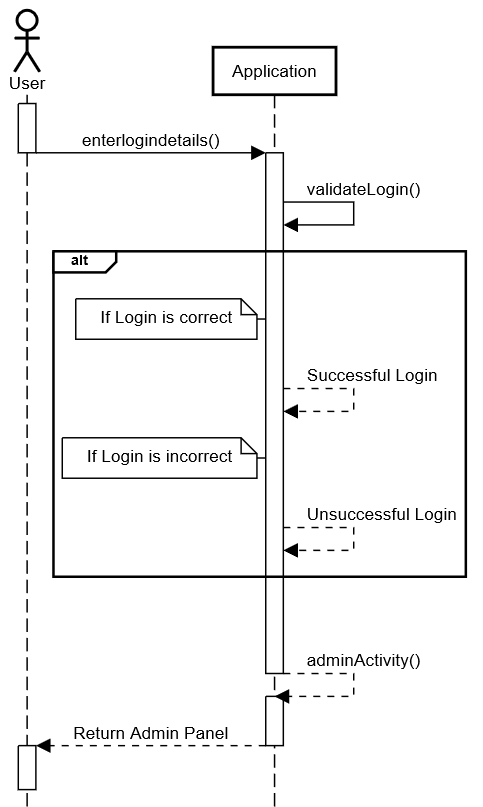 User
Application
enterlogindetails()
validateLogin()
alt
If Login is correct
Successful Login
If Login is incorrect
Unsuccessful Login
adminActivity()
Return Admin Panel